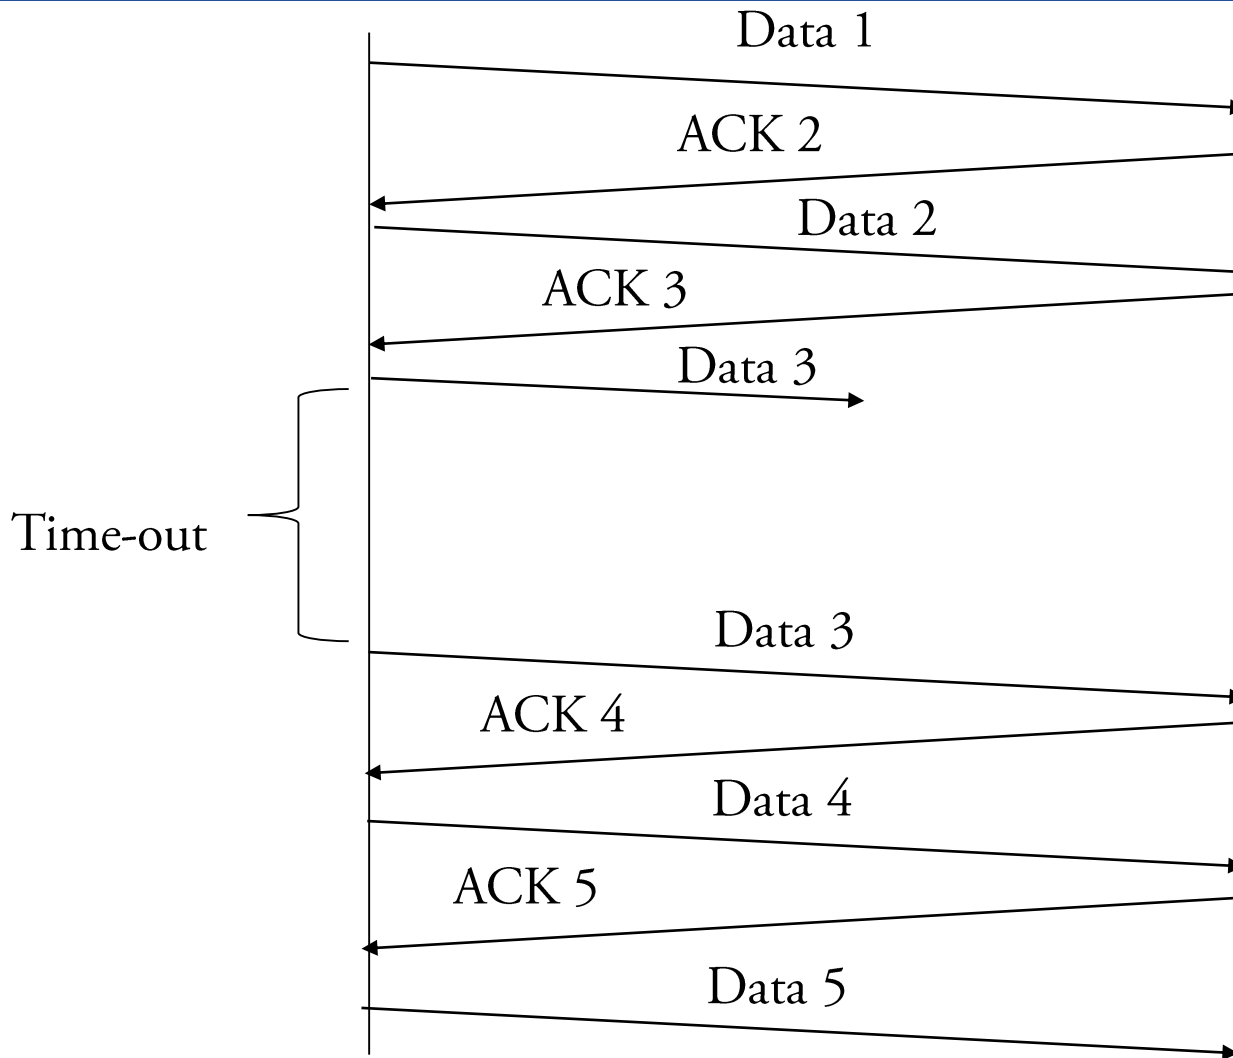 Data 1
ACK 2
Data 2
ACK 3
Data 3
Time-out
Data 3
ACK 4
Data 4
ACK 5
Data 5